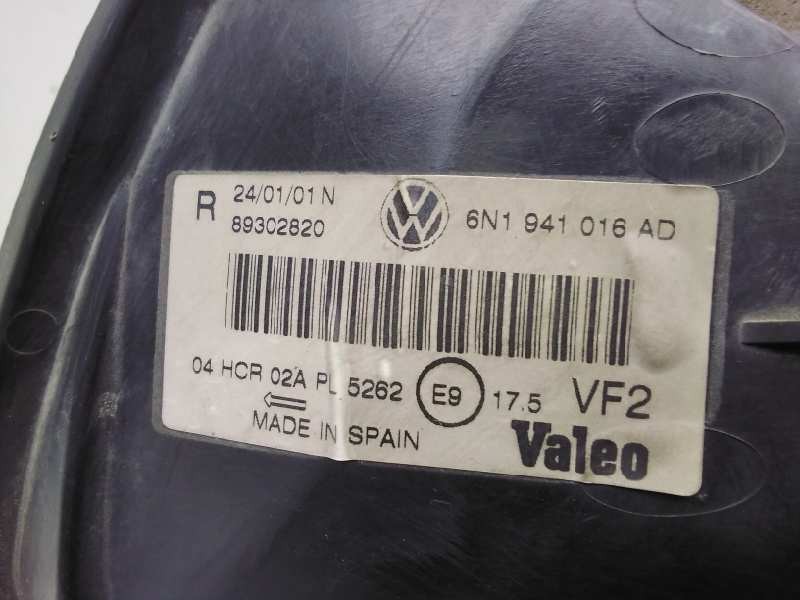 R 24/01/01 N
89302820
VW
6N1 941 016 AD
04 HCR 02A PL 5262 E9 17.5 VF2
MADE IN SPAIN
Valeo